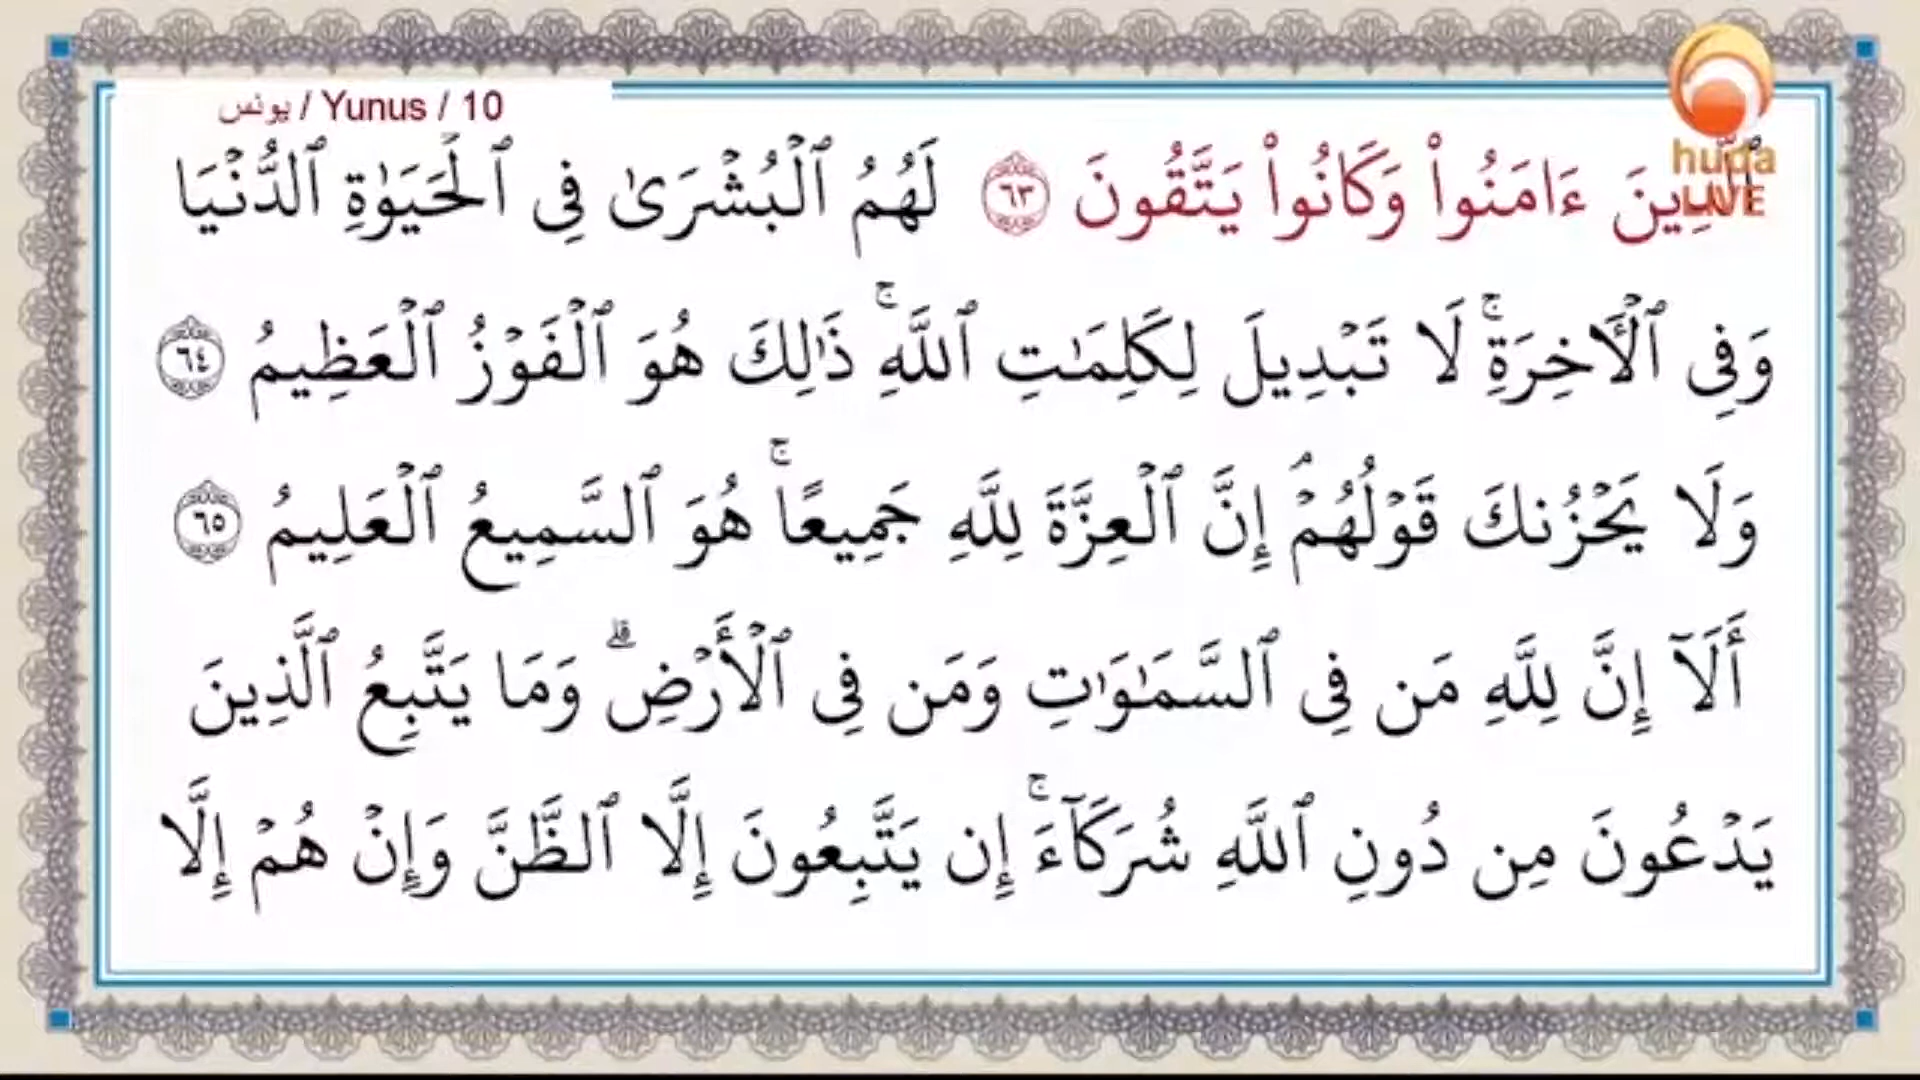 يونس / Yunus / 10
huda
LIVE
ٱلَّذِينَ ءَامَنُوا۟ وَكَانُوا۟ يَتَّقُونَ ٦٣ لَهُمُ ٱلْبُشْرَىٰ فِى ٱلْحَيَوٰةِ ٱلدُّنْيَا
وَفِى ٱلْـَٔاخِرَةِ ۚ لَا تَبْدِيلَ لِكَلِمَـٰتِ ٱللَّهِ ۚ ذَٰلِكَ هُوَ ٱلْفَوْزُ ٱلْعَظِيمُ ٦٤
وَلَا يَحْزُنكَ قَوْلُهُمْ ۘ إِنَّ ٱلْعِزَّةَ لِلَّهِ جَمِيعًا ۚ هُوَ ٱلسَّمِيعُ ٱلْعَلِيمُ ٦٥
أَلَآ إِنَّ لِلَّهِ مَن فِى ٱلسَّمَـٰوَٰتِ وَمَن فِى ٱلْأَرْضِ ۗ وَمَا يَتَّبِعُ ٱلَّذِينَ
يَدْعُونَ مِن دُونِ ٱللَّهِ شُرَكَآءَ ۚ إِن يَتَّبِعُونَ إِلَّا ٱلظَّنَّ وَإِنْ هُمْ إِلَّا